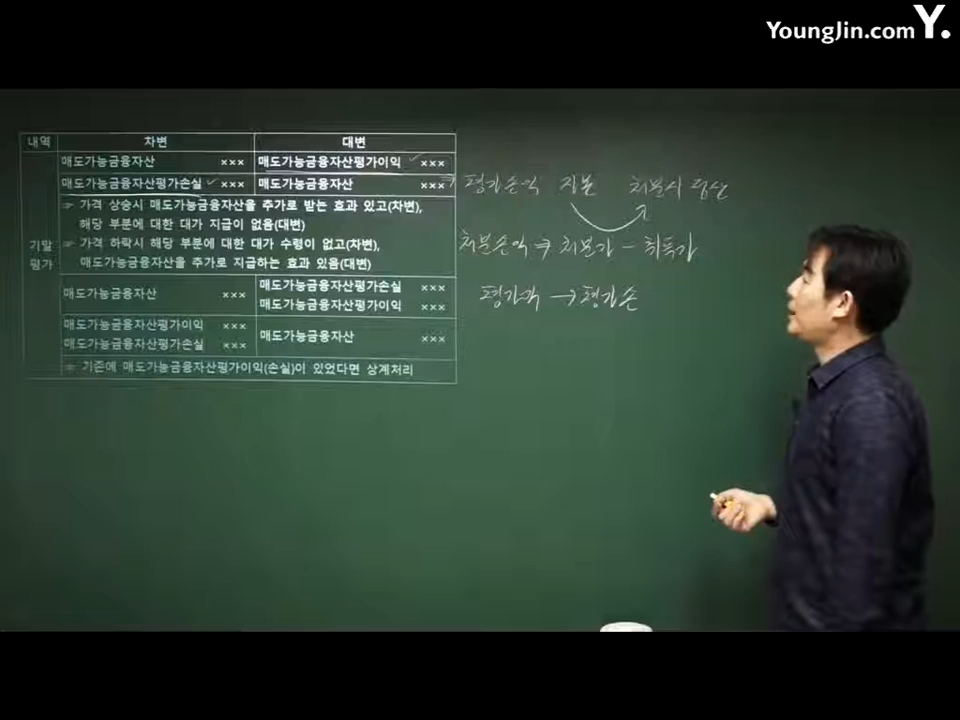 YoungJin.com Y.
내역 차변 대변
매도가능금융자산 ××× 매도가능금융자산평가이익 ×××
매도가능금융자산평가손실 ××× 매도가능금융자산 ×××
☞ 가격 상승시 매도가능금융자산을 추가로 받는 효과 있고(차변),
해당 부분에 대한 대가 지급이 없음(대변)
기말
평가
☞ 가격 하락시 해당 부분에 대한 대가 수령이 없고(차변),
매도가능금융자산을 추가로 지급하는 효과 있음(대변)
매도가능금융자산 ×××
매도가능금융자산평가손실 ×××
매도가능금융자산평가이익 ×××
매도가능금융자산평가이익 ×××
매도가능금융자산평가손실 ×××
매도가능금융자산 ×××
☞ 기존에 매도가능금융자산평가이익(손실)이 있었다면 상계처리
⇒ 평가손익 자본 처분시 정산
처분손익 ⇒ 처분가 - 취득가
→ 평가손